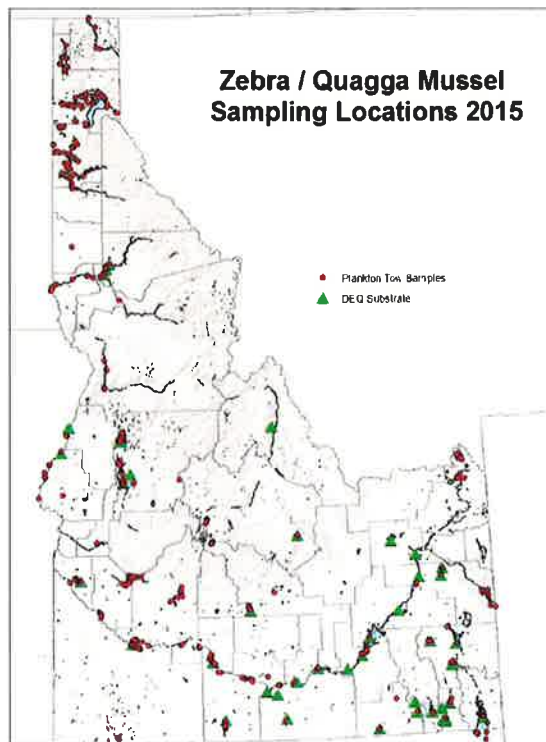 Zebra / Quagga Mussel
Sampling Locations 2015
Plankton Tow Samples
DEQ Substrate